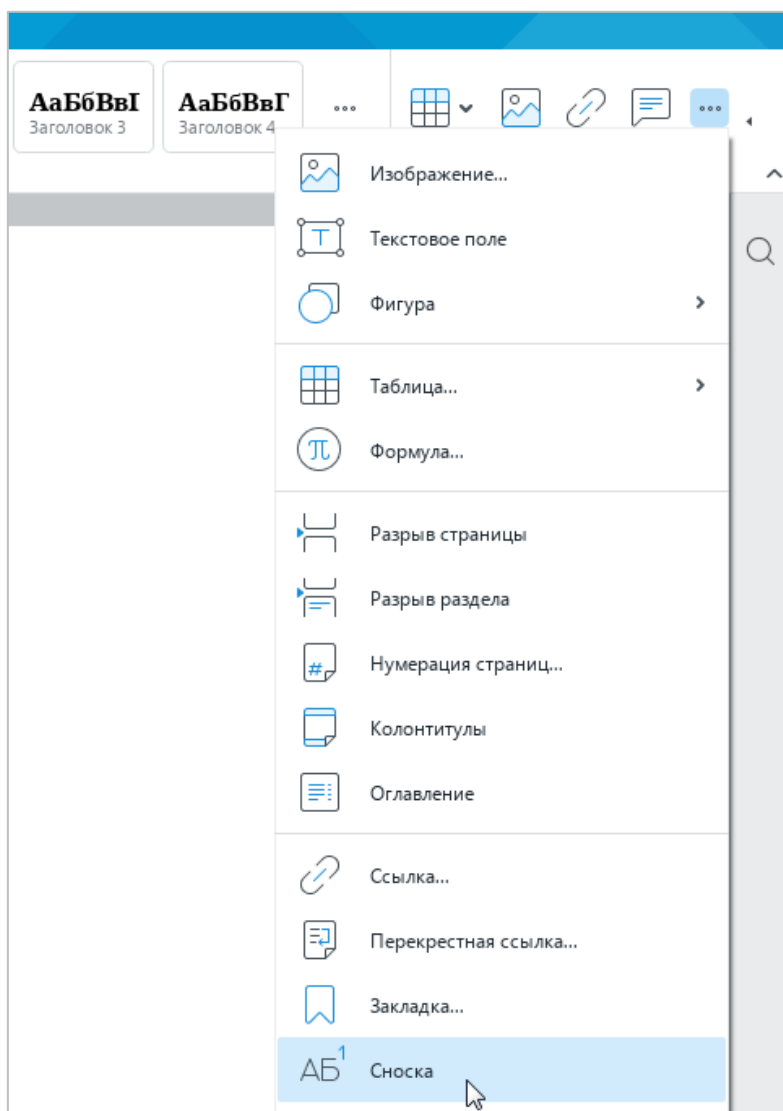 АаБбВвГ АаБбВвГ
Заголовок 3 Заголовок 4
Изображение...
Текстовое поле
Фигура
Таблица...
Формула...
Разрыв страницы
Разрыв раздела
Нумерация страниц...
Колонтитулы
Оглавление
Ссылка...
Перекрестная ссылка...
Закладка...
АБ1 Сноска